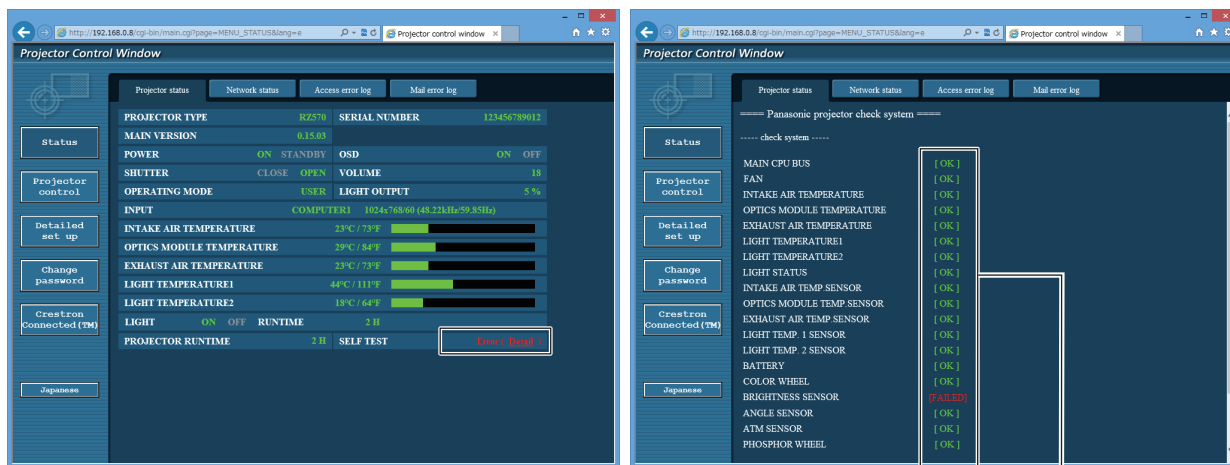 http://192.168.0.8/cgi-bin/main.cgi?page=MENU_STATUS&lang=e
Projector control window
Projector Control Window
Projector status Network status Access error log Mail error log
Status
Projector control
Detailed set up
Change password
Crestron Connected(TM)
Japanese
PROJECTOR TYPE RZ570 SERIAL NUMBER 123456789012
MAIN VERSION 0.15.03
POWER ON STANDBY OSD ON OFF
SHUTTER CLOSE OPEN VOLUME 18
OPERATING MODE USER LIGHT OUTPUT 5 %
INPUT COMPUTER1 1024x768/60 (48.22kHz/59.85Hz)
INTAKE AIR TEMPERATURE 23°C / 73°F
OPTICS MODULE TEMPERATURE 29°C / 84°F
EXHAUST AIR TEMPERATURE 23°C / 73°F
LIGHT TEMPERATURE1 44°C / 111°F
LIGHT TEMPERATURE2 18°C / 64°F
LIGHT ON OFF RUNTIME 2 H
PROJECTOR RUNTIME 2 H SELF TEST Error ( Detail )
http://192.168.0.8/cgi-bin/main.cgi?page=MENU_STATUS&lang=e
Projector control window
Projector Control Window
Projector status Network status Access error log Mail error log
Status
Projector control
Detailed set up
Change password
Crestron Connected(TM)
Japanese
==== Panasonic projector check system ====
----- check system -----
MAIN CPU BUS [ OK ]
FAN [ OK ]
INTAKE AIR TEMPERATURE [ OK ]
OPTICS MODULE TEMPERATURE [ OK ]
EXHAUST AIR TEMPERATURE [ OK ]
LIGHT TEMPERATURE1 [ OK ]
LIGHT TEMPERATURE2 [ OK ]
LIGHT STATUS [ OK ]
INTAKE AIR TEMP.SENSOR [ OK ]
OPTICS MODULE TEMP.SENSOR [ OK ]
EXHAUST AIR TEMP.SENSOR [ OK ]
LIGHT TEMP. 1 SENSOR [ OK ]
LIGHT TEMP. 2 SENSOR [ OK ]
BATTERY [ OK ]
COLOR WHEEL [ OK ]
BRIGHTNESS SENSOR [FAILED]
ANGLE SENSOR [ OK ]
ATM SENSOR [ OK ]
PHOSPHOR WHEEL [ OK ]